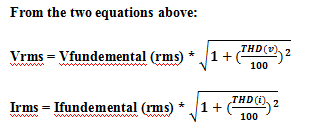 From the two equations above:
Vrms = Vfundemental (rms) * √(1 + (THD(v)/100)²)
Irms = Ifundemental (rms) * √(1 + (THD(i)/100)²)